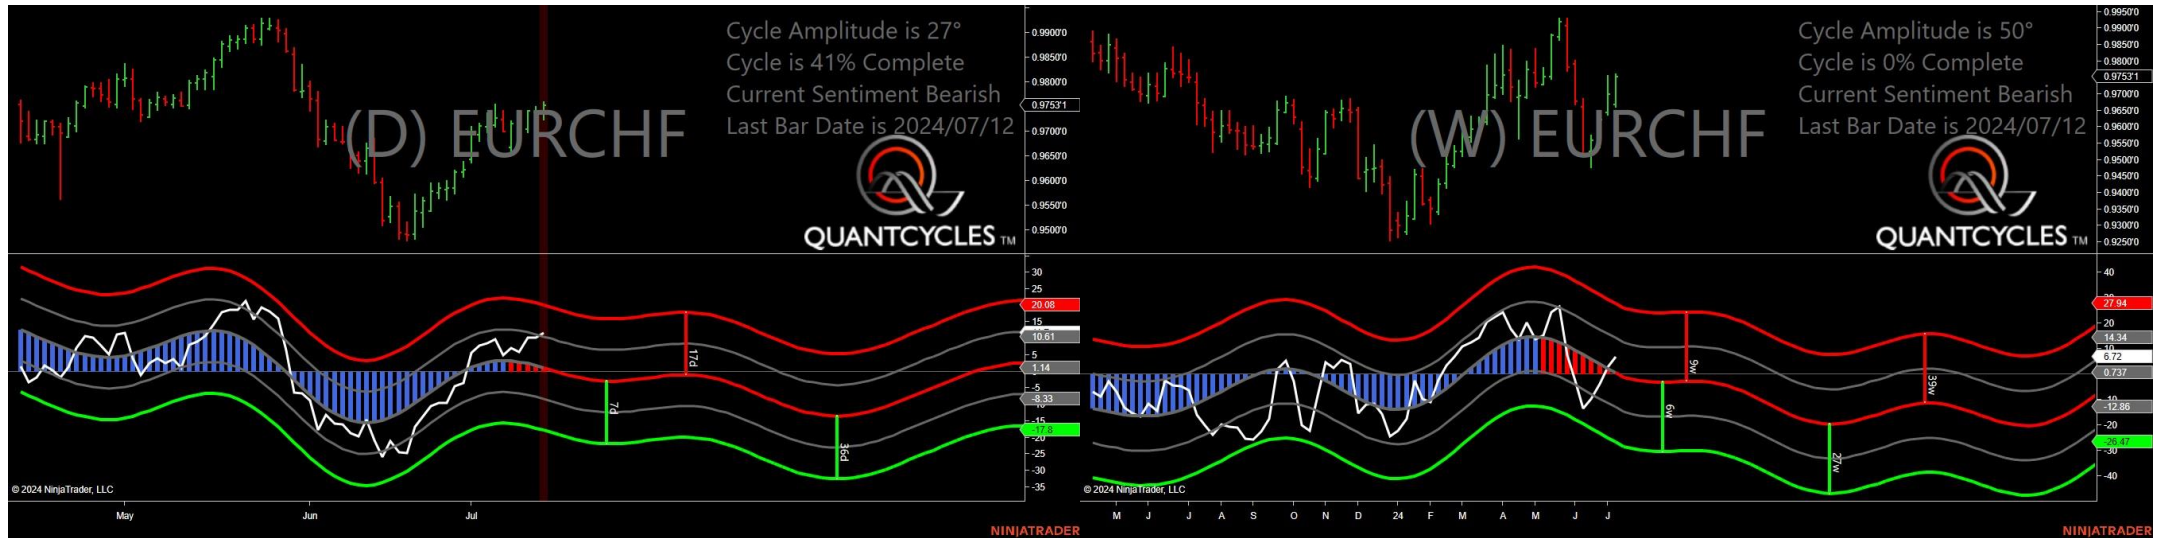 Cycle Amplitude is 27°
Cycle is 41% Complete
Current Sentiment Bearish
Last Bar Date is 2024/07/12
(D) EURCHF
QUANTCYCLES TM
0.9900'0
0.9850'0
0.9800'0
0.9753'1
0.9700'0
0.9650'0
0.9600'0
0.9550'0
0.9500'0
30
25
20.08
15
10.61
5
1.14
-5
-8.33
-15
-17.8
-20
-25
-30
-35
7d
17d
36d
© 2024 NinjaTrader, LLC
May Jun Jul
NINJATRADER
Cycle Amplitude is 50°
Cycle is 0% Complete
Current Sentiment Bearish
Last Bar Date is 2024/07/12
(W) EURCHF
QUANTCYCLES TM
0.9950'0
0.9900'0
0.9850'0
0.9800'0
0.9753'1
0.9700'0
0.9650'0
0.9600'0
0.9550'0
0.9500'0
0.9450'0
0.9400'0
0.9350'0
0.9300'0
0.9250'0
40
27.94
20
14.34
6.72
0.737
-12.86
-20
-26.47
-30
-40
6w
9w
27w
39w
© 2024 NinjaTrader, LLC
M J J A S O N D 24 F M A M J J
NINJATRADER